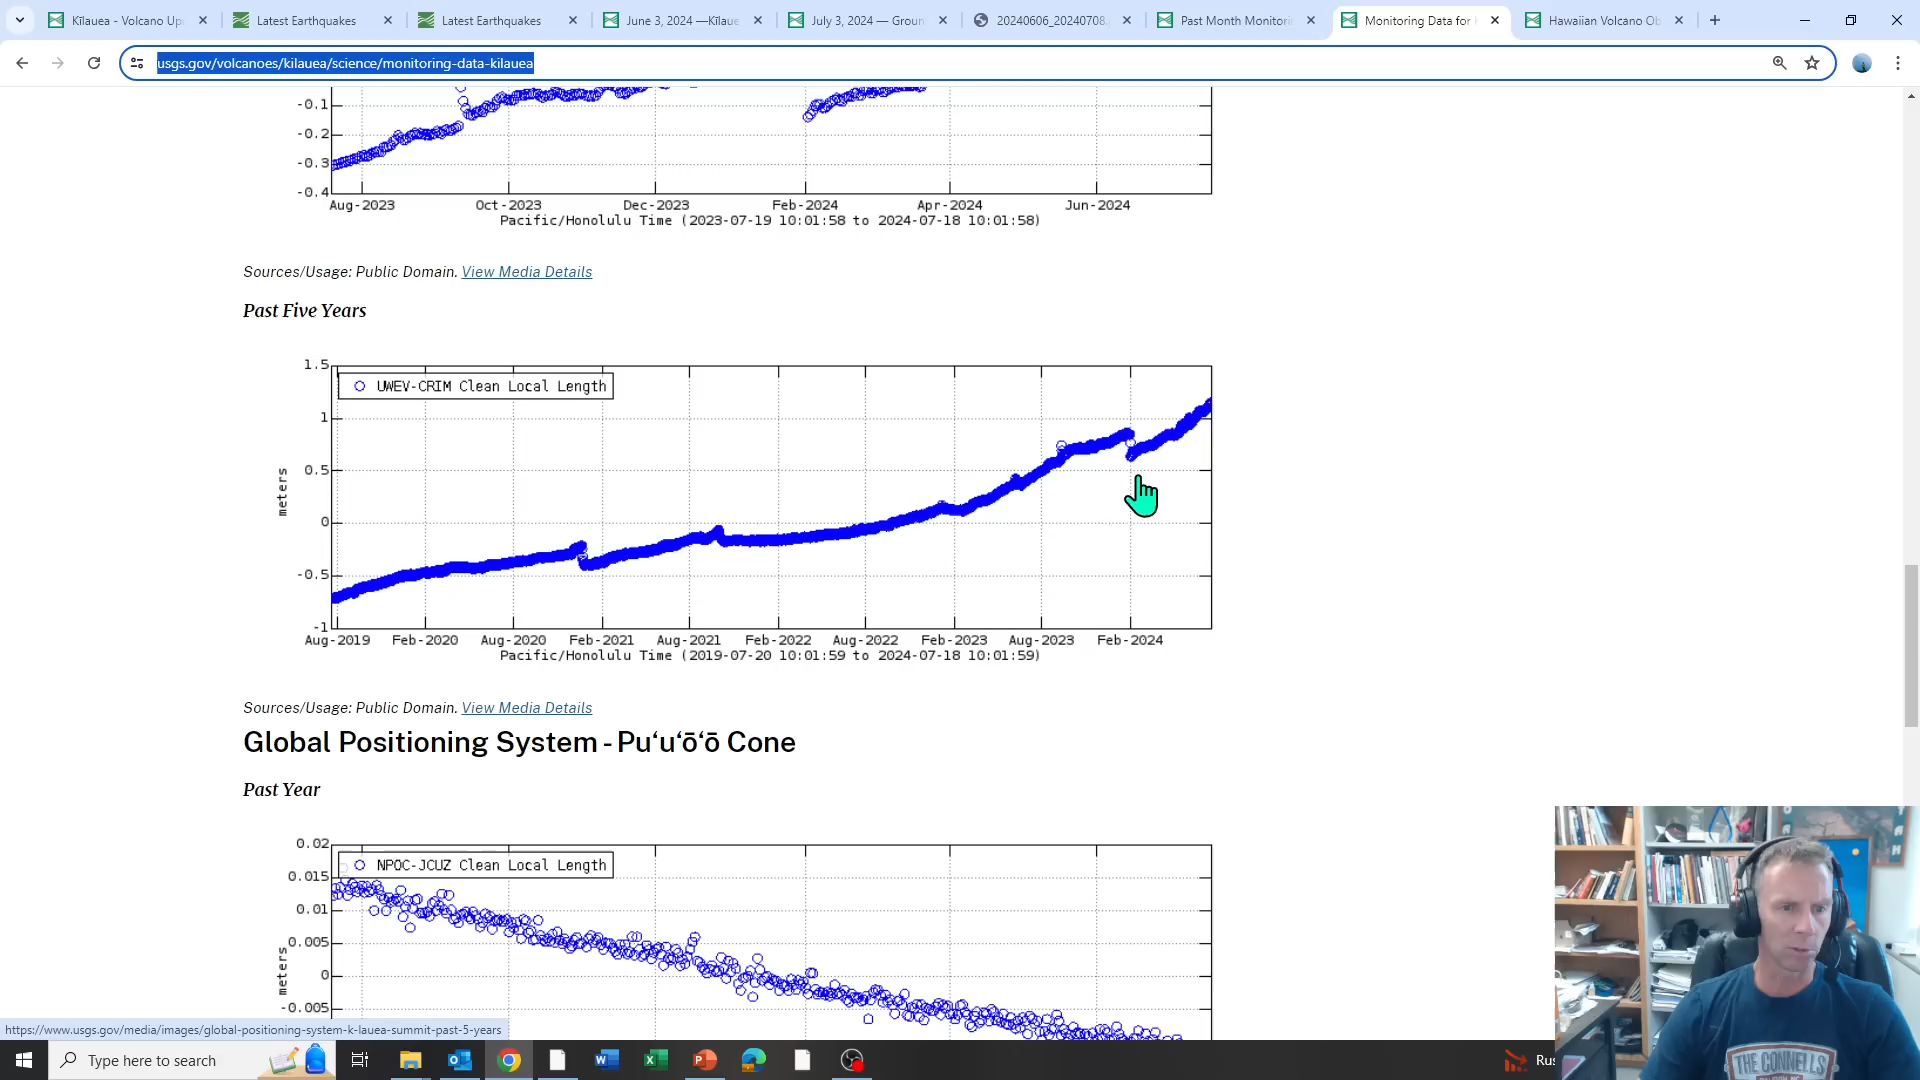 Kīlauea - Volcano Up
Latest Earthquakes
Latest Earthquakes
June 3, 2024 —Kīlaue
July 3, 2024 — Groun
20240606_20240708
Past Month Monitori
Monitoring Data for
Hawaiian Volcano Ob
usgs.gov/volcanoes/kilauea/science/monitoring-data-kilauea
-0.1
-0.2
-0.3
-0.4
Aug-2023 Oct-2023 Dec-2023 Feb-2024 Apr-2024 Jun-2024
Pacific/Honolulu Time (2023-07-19 10:01:58 to 2024-07-18 10:01:58)
Sources/Usage: Public Domain. View Media Details
Past Five Years
1.5
UWEV-CRIM Clean Local Length
1
0.5
meters
0
-0.5
-1
Aug-2019 Feb-2020 Aug-2020 Feb-2021 Aug-2021 Feb-2022 Aug-2022 Feb-2023 Aug-2023 Feb-2024
Pacific/Honolulu Time (2019-07-20 10:01:59 to 2024-07-18 10:01:59)
Sources/Usage: Public Domain. View Media Details
Global Positioning System - Puʻuʻōʻō Cone
Past Year
0.02
NPOC-JCUZ Clean Local Length
0.015
0.01
0.005
meters
0
-0.005
https://www.usgs.gov/media/images/global-positioning-system-k-lauea-summit-past-5-years
Type here to search
Rus
THE CONNELLS